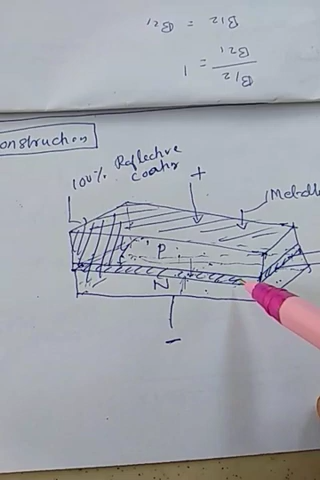 B12 = B21
B12/B21 = 1
onstruction
100% Reflective
coating
+
Metall
P
N
-